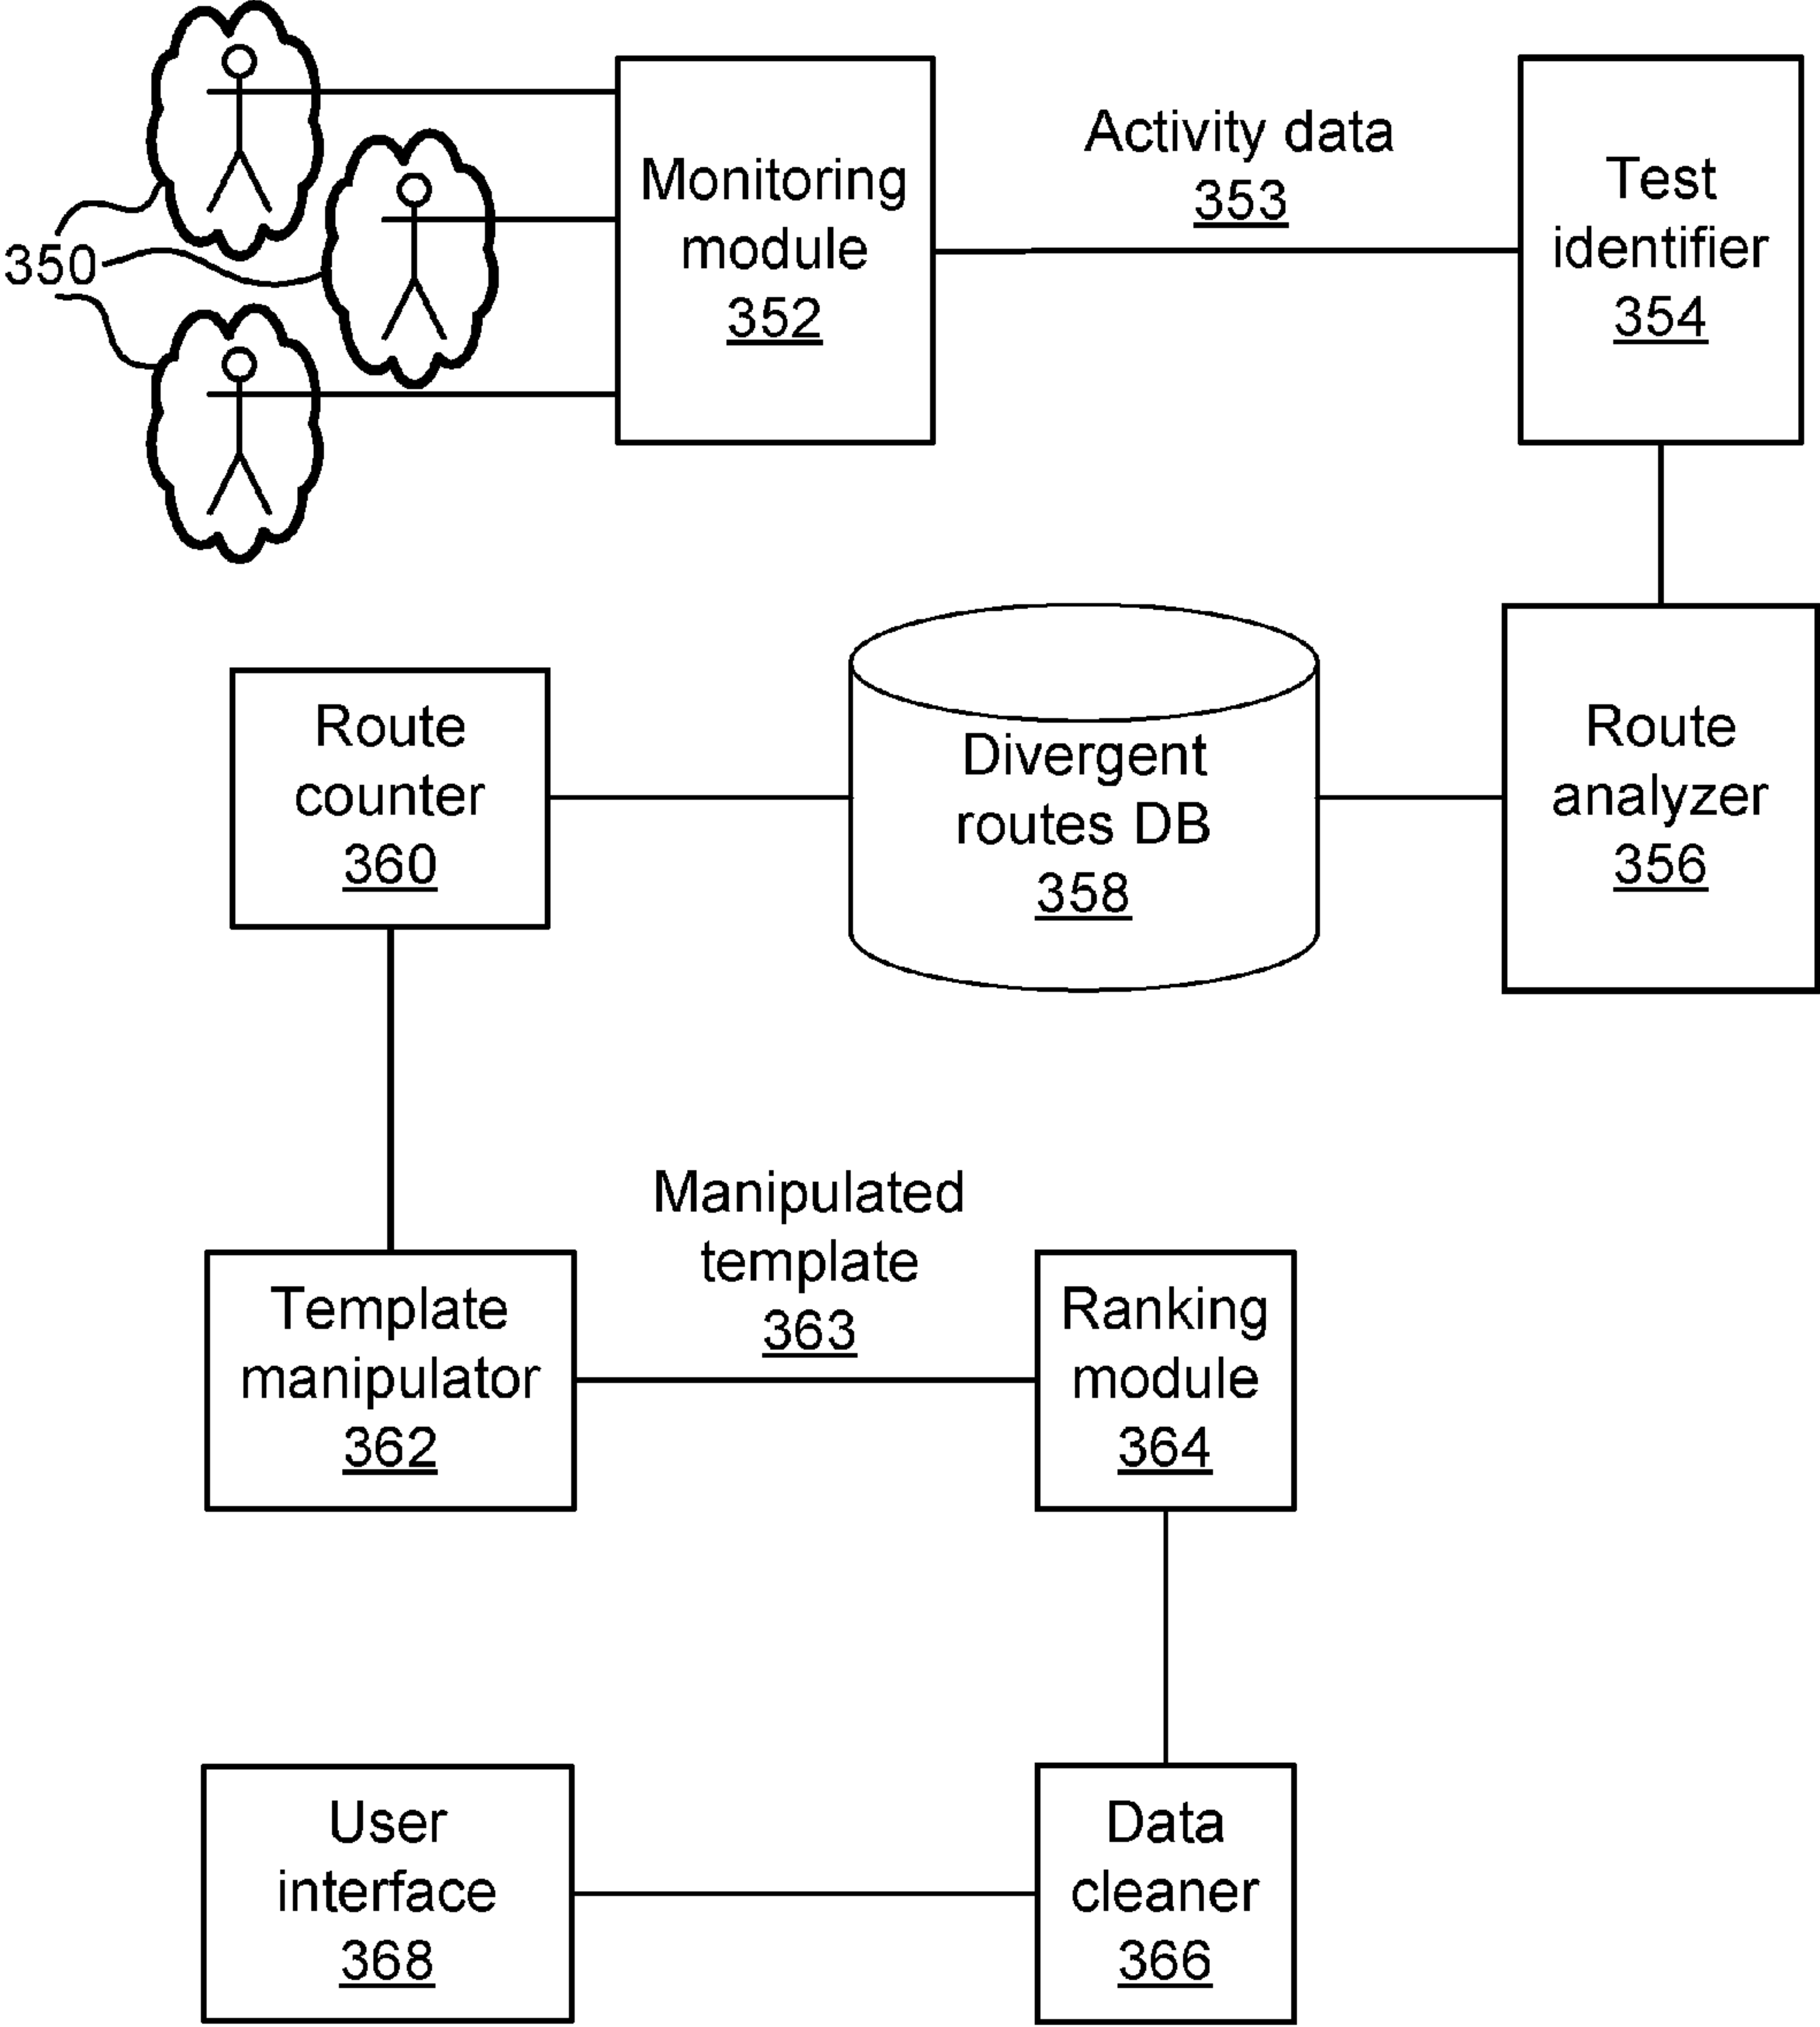 350
Monitoring
module
352
Activity data
353
Test
identifier
354
Route
counter
360
Divergent
routes DB
358
Route
analyzer
356
Template
manipulator
362
Manipulated
template
363
Ranking
module
364
User
interface
368
Data
cleaner
366